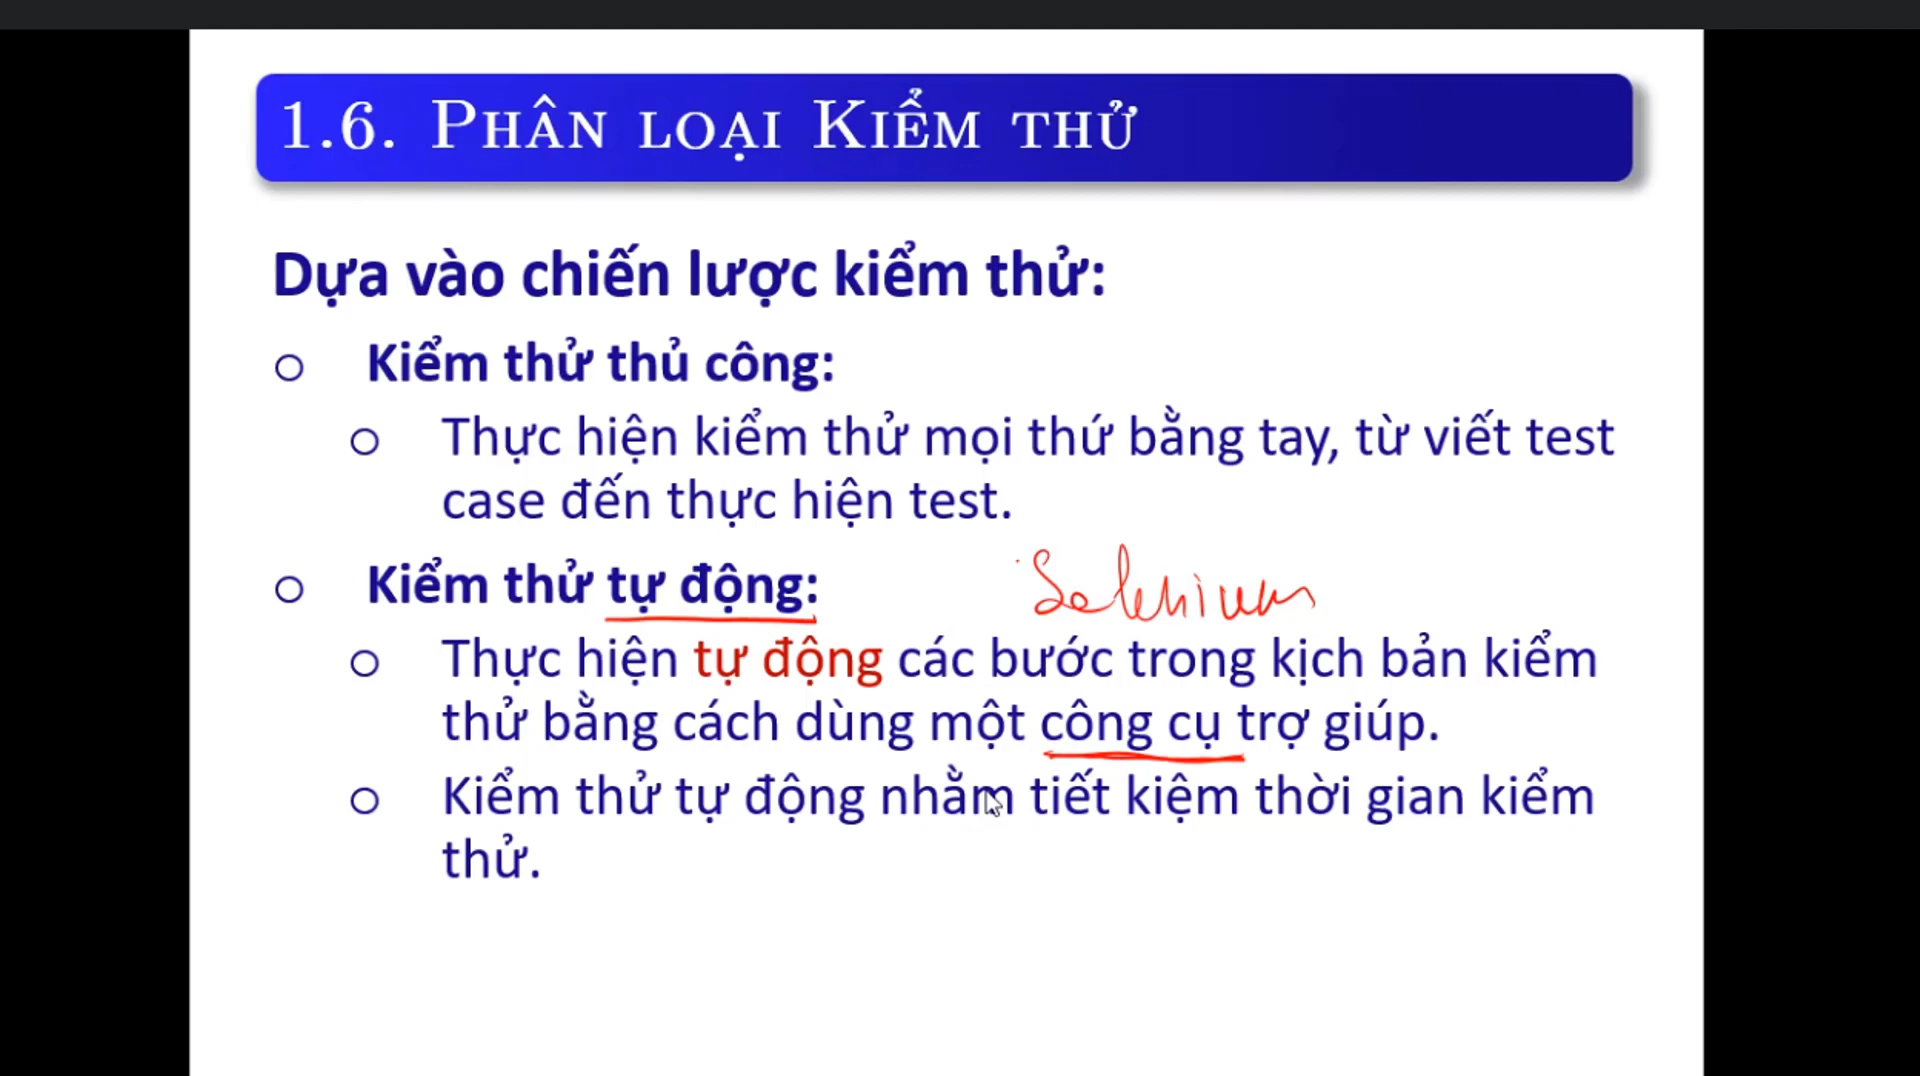 1.6. PHÂN LOẠI KIỂM THỬ
Dựa vào chiến lược kiểm thử:
o Kiểm thử thủ công:
o Thực hiện kiểm thử mọi thứ bằng tay, từ viết test
case đến thực hiện test.
o Kiểm thử tự động:
Selenium
o Thực hiện tự động các bước trong kịch bản kiểm
thử bằng cách dùng một công cụ trợ giúp.
o Kiểm thử tự động nhằm tiết kiệm thời gian kiểm
thử.